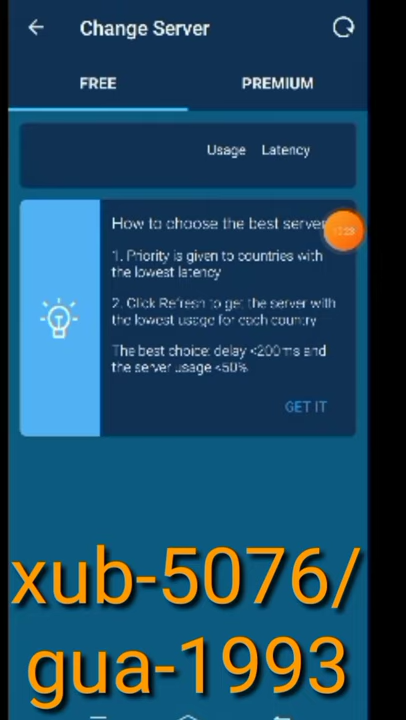 Change Server
FREE PREMIUM
Usage Latency
How to choose the best server
1. Priority is given to countries with
the lowest latency
2. Click Refresh to get the server with
the lowest usage for each country
The best choice: delay <200ms and
the server usage <50%
GET IT
xub-5076/
gua-1993